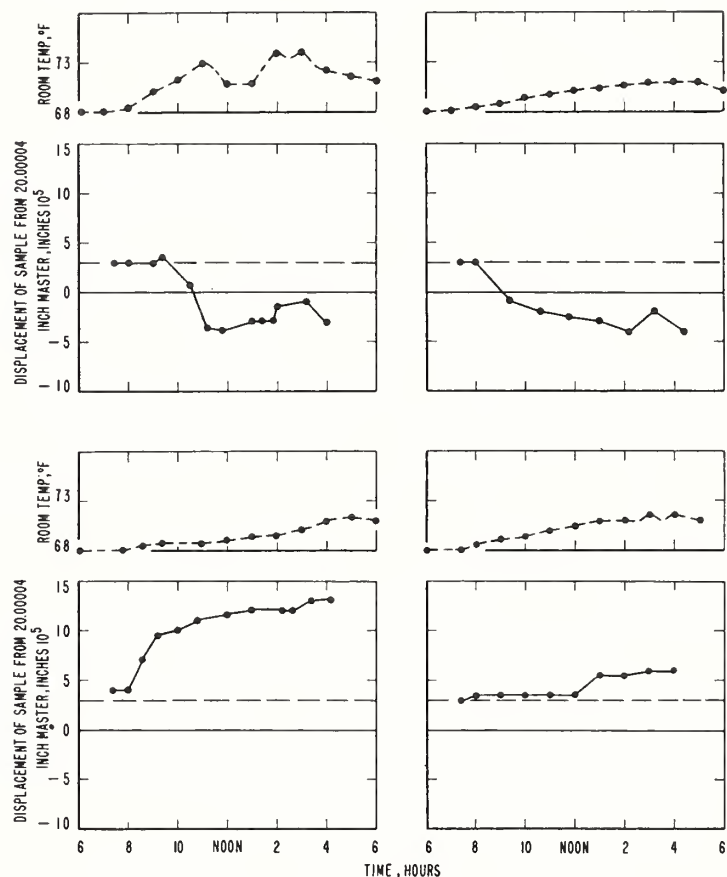 ROOM TEMP,°F
73
68
DISPLACEMENT OF SAMPLE FROM 20.00004
INCH MASTER, INCHES 10⁵
15
10
5
0
-5
-10
ROOM TEMP,°F
73
68
DISPLACEMENT OF SAMPLE FROM 20.00004
INCH MASTER, INCHES 10⁵
15
10
5
0
-5
-10
6 8 10 NOON 2 4 6
6 8 10 NOON 2 4 6
TIME, HOURS